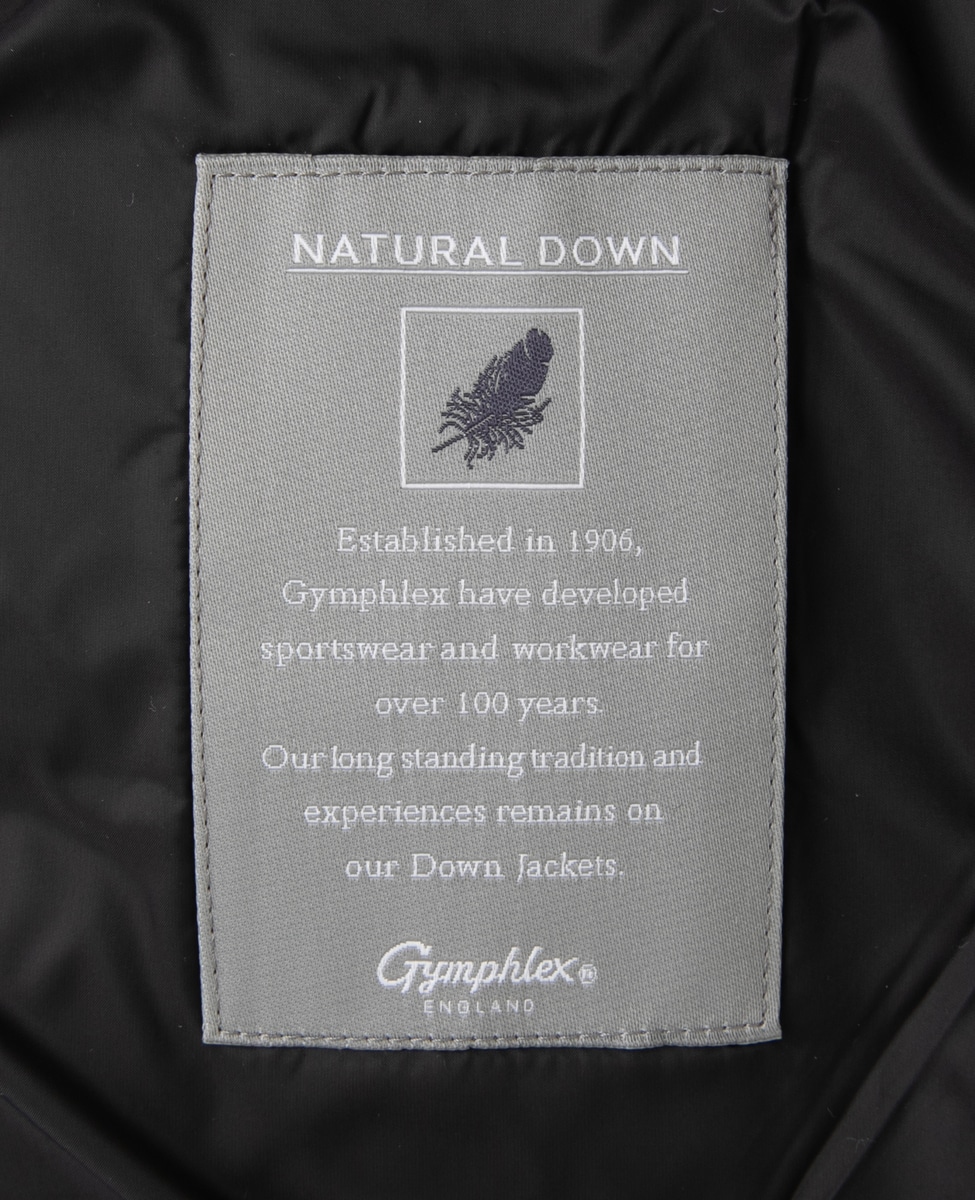 NATURAL DOWN
Established in 1906,
Gymphlex have developed
sportswear and workwear for
over 100 years.
Our long standing tradition and
experiences remains on
our Down Jackets.
Gymphlex®
ENGLAND